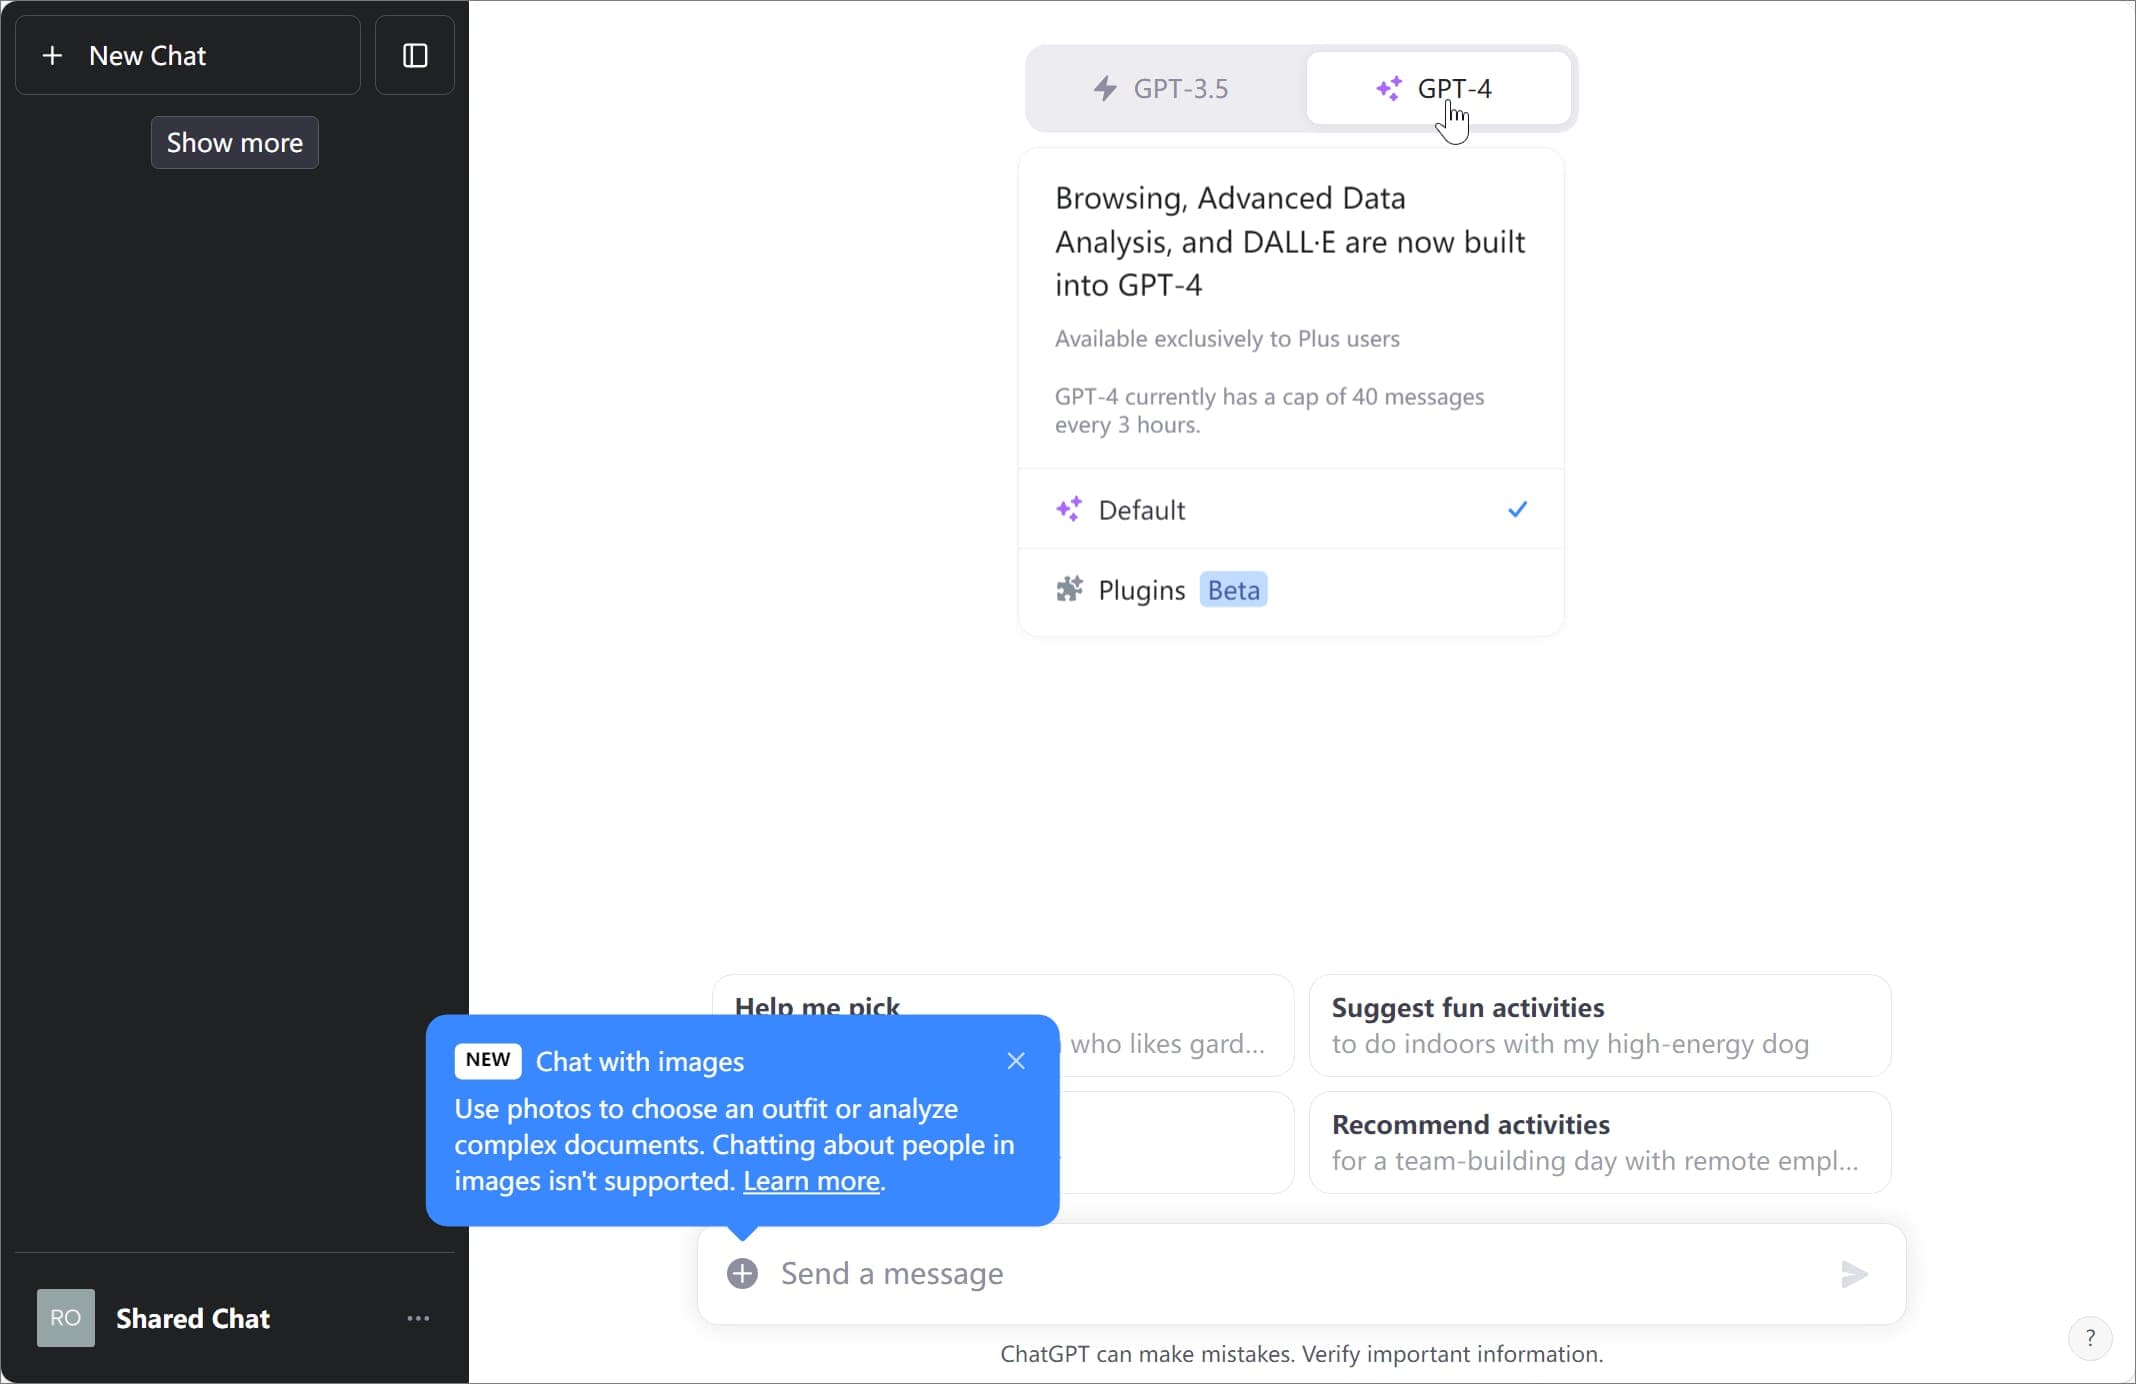 New Chat
Show more
GPT-3.5
GPT-4
Browsing, Advanced Data
Analysis, and DALL·E are now built
into GPT-4
Available exclusively to Plus users
GPT-4 currently has a cap of 40 messages
every 3 hours.
Default
Plugins Beta
Help me pick
who likes gard...
Suggest fun activities
to do indoors with my high-energy dog
NEW Chat with images
Use photos to choose an outfit or analyze
complex documents. Chatting about people in
images isn't supported. Learn more.
Recommend activities
for a team-building day with remote empl...
Send a message
RO Shared Chat
ChatGPT can make mistakes. Verify important information.
?